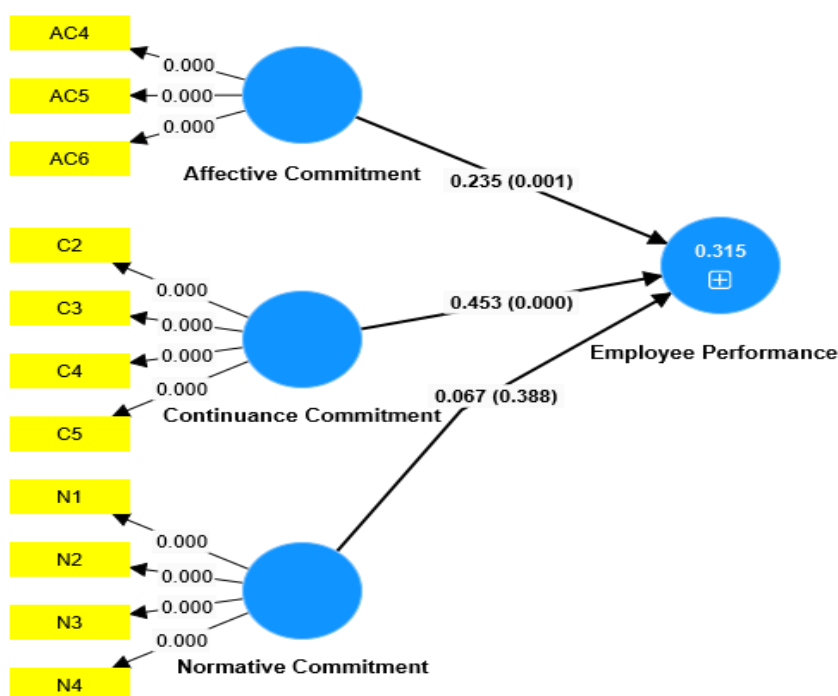 AC4
0.000
AC5
0.000
0.000
AC6
Affective Commitment
0.235 (0.001)
C2
0.000
C3
0.000
C4
0.000
0.000
C5
Continuance Commitment
0.453 (0.000)
0.315
Employee Performance
0.067 (0.388)
N1
0.000
N2
0.000
N3
0.000
0.000
N4
Normative Commitment